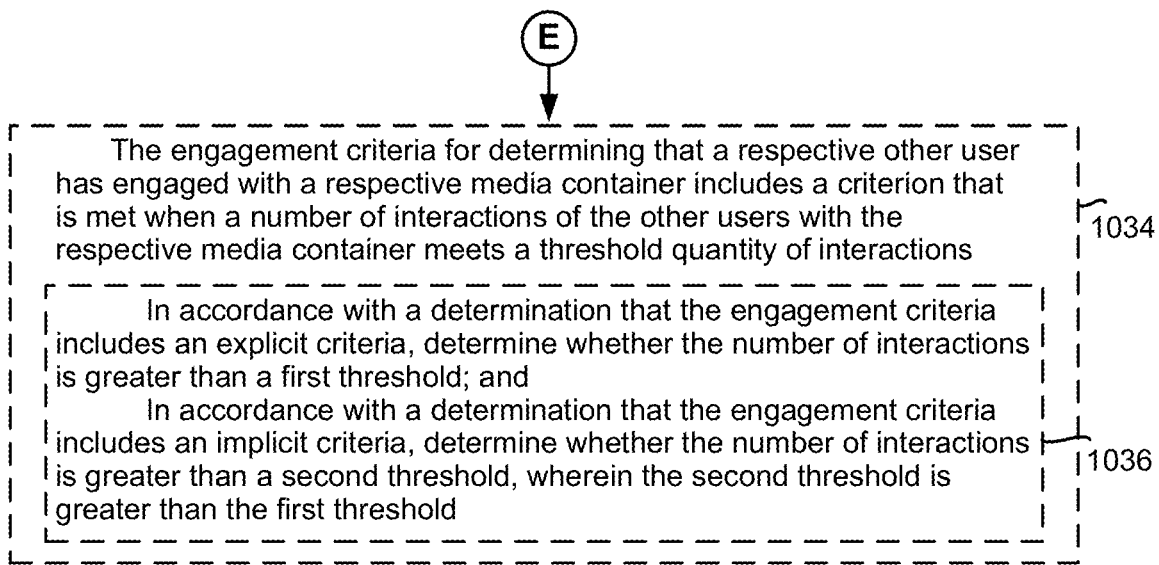 E
The engagement criteria for determining that a respective other user
has engaged with a respective media container includes a criterion that
is met when a number of interactions of the other users with the
respective media container meets a threshold quantity of interactions
1034
In accordance with a determination that the engagement criteria
includes an explicit criteria, determine whether the number of interactions
is greater than a first threshold; and
In accordance with a determination that the engagement criteria
includes an implicit criteria, determine whether the number of interactions
is greater than a second threshold, wherein the second threshold is
greater than the first threshold
1036